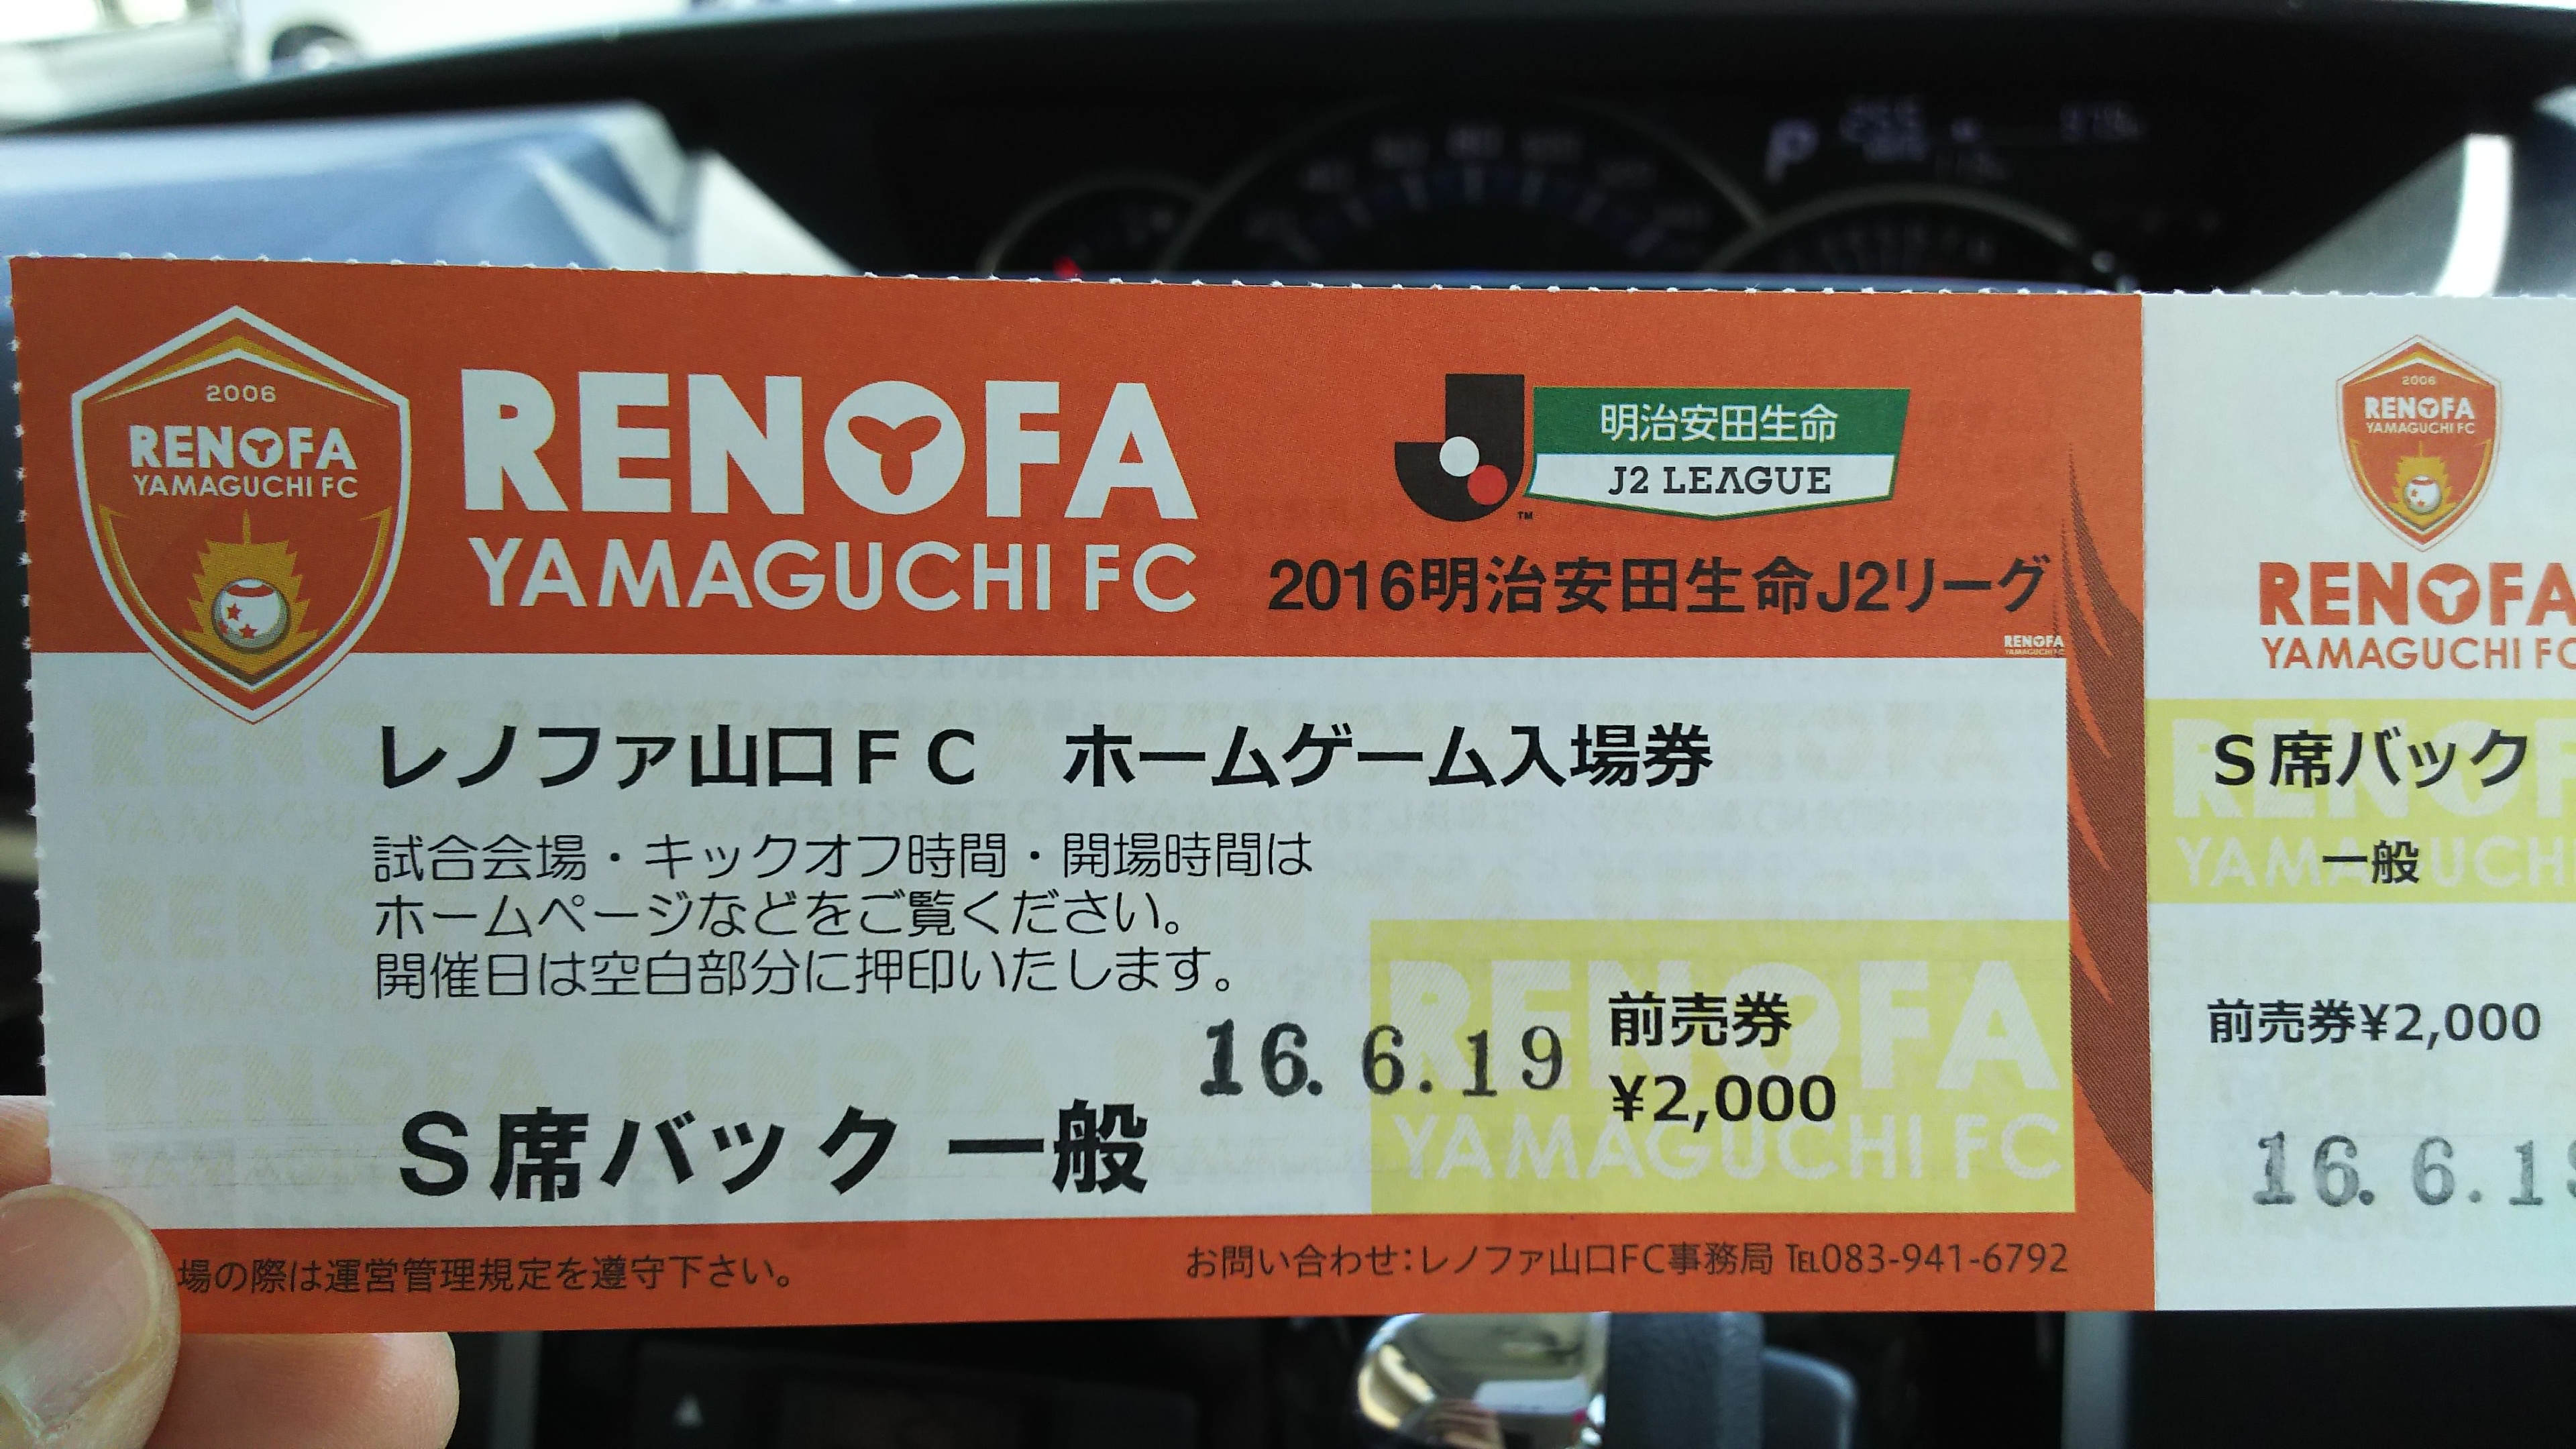 2006
RENOFA
YAMAGUCHI FC
RENOFA
YAMAGUCHI FC
明治安田生命
J2 LEAGUE
TM
2016明治安田生命J2リーグ
RENOFA
YAMAGUCHI FC
レノファ山口FC ホームゲーム入場券
試合会場・キックオフ時間・開場時間は
ホームページなどをご覧ください。
開催日は空白部分に押印いたします。
16.6.19
前売券
¥2,000
RENOFA
YAMAGUCHI FC
S席バック 一般
場の際は運営管理規定を遵守下さい。
お問い合わせ:レノファ山口FC事務局 TEL083-941-6792
2006
RENOFA
YAMAGUCHI FC
RENOFA
YAMAGUCHI FC
S席バック
一般
前売券¥2,000
16.6.19
P